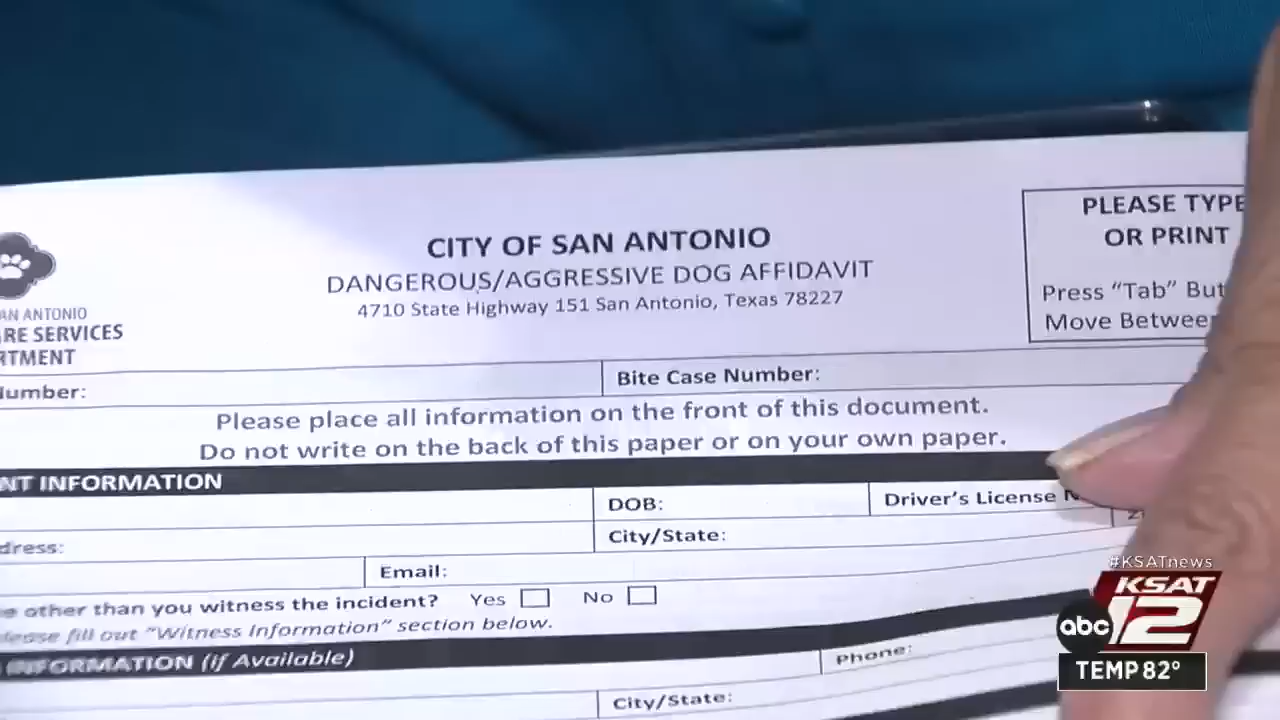 CITY OF SAN ANTONIO
DANGEROUS/AGGRESSIVE DOG AFFIDAVIT
4710 State Highway 151 San Antonio, Texas 78227
PLEASE TYPE
OR PRINT
Press "Tab" But
Move Between
AN ANTONIO
RE SERVICES
RTMENT
Number:
Bite Case Number:
Please place all information on the front of this document.
Do not write on the back of this paper or on your own paper.
NT INFORMATION
DOB:
Driver's License N
dress:
City/State:
Email:
e other than you witness the incident? Yes No
lease fill out "Witness Information" section below.
INFORMATION (if Available)
Phone:
City/State:
#KSATnews
KSAT
abc 12
TEMP 82°